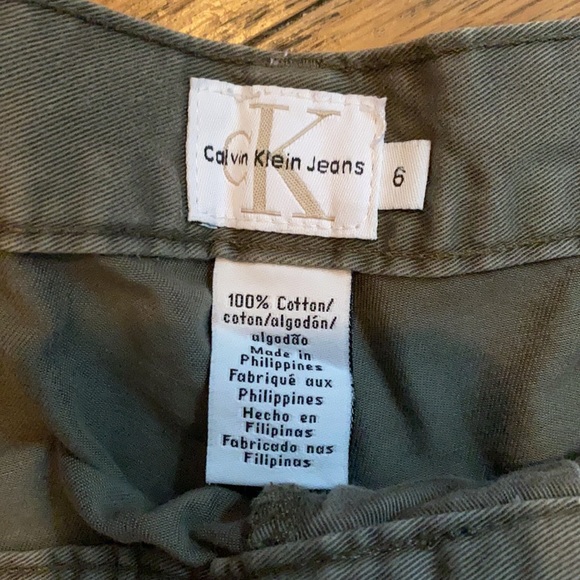 cK
Calvin Klein Jeans
6
100% Cotton/
coton/algodón/
algodão
Made in
Philippines
Fabriqué aux
Philippines
Hecho en
Filipinas
Fabricado nas
Filipinas